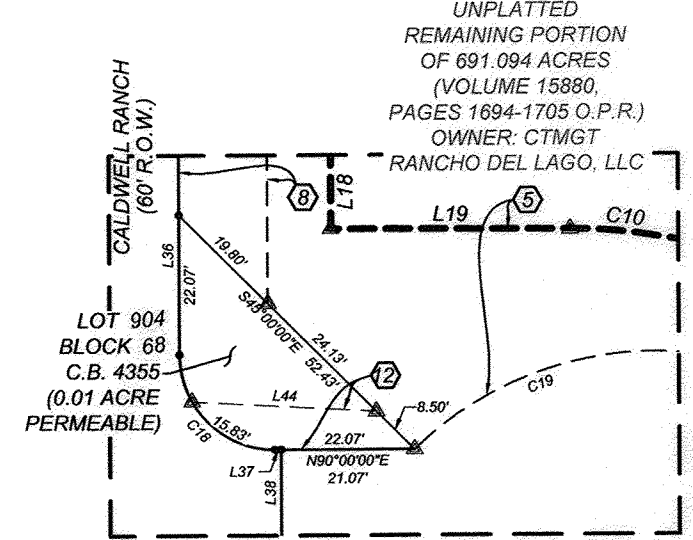 UNPLATTED
REMAINING PORTION
OF 691.094 ACRES
(VOLUME 15880,
PAGES 1694-1705 O.P.R.)
OWNER: CTMGT
RANCHO DEL LAGO, LLC
CALDWELL RANCH
(60' R.O.W.)
8
L18
5
L19
C10
L36
22.07'
19.80'
S45°00'00"E
52.43'
24.13'
LOT 904
BLOCK 68
C.B. 4355
(0.01 ACRE
PERMEABLE)
12
L44
C19
8.50'
C16
15.83'
22.07'
N90°00'00"E
21.07'
L37
L38